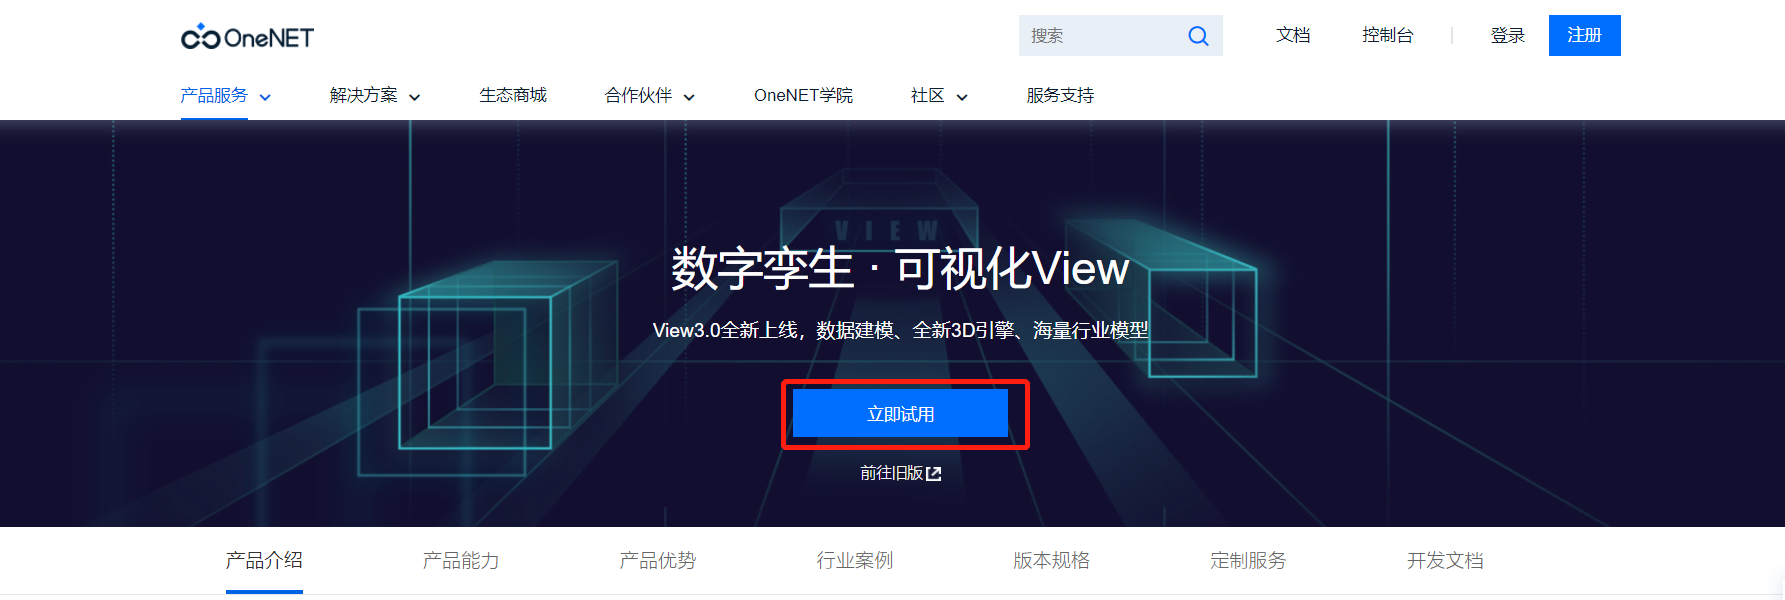 OneNET
搜索
文档
控制台
登录
注册
产品服务
解决方案
生态商城
合作伙伴
OneNET学院
社区
服务支持
VIEW
数字孪生·可视化View
View3.0全新上线，数据建模、全新3D引擎、海量行业模型
立即试用
前往旧版
产品介绍
产品能力
产品优势
行业案例
版本规格
定制服务
开发文档